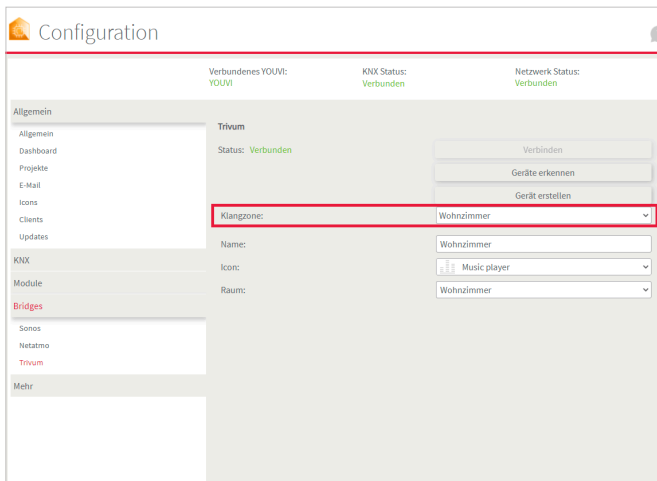 Configuration
Verbundenes YOUVI: KNX Status: Netzwerk Status:
YOUVI Verbunden Verbunden
Allgemein
Allgemein
Dashboard
Projekte
E-Mail
Icons
Clients
Updates
KNX
Module
Bridges
Sonos
Netatmo
Trivum
Mehr
Trivum
Status: Verbunden Verbinden
Geräte erkennen
Gerät erstellen
Klangzone: Wohnzimmer
Name: Wohnzimmer
Icon: Music player
Raum: Wohnzimmer